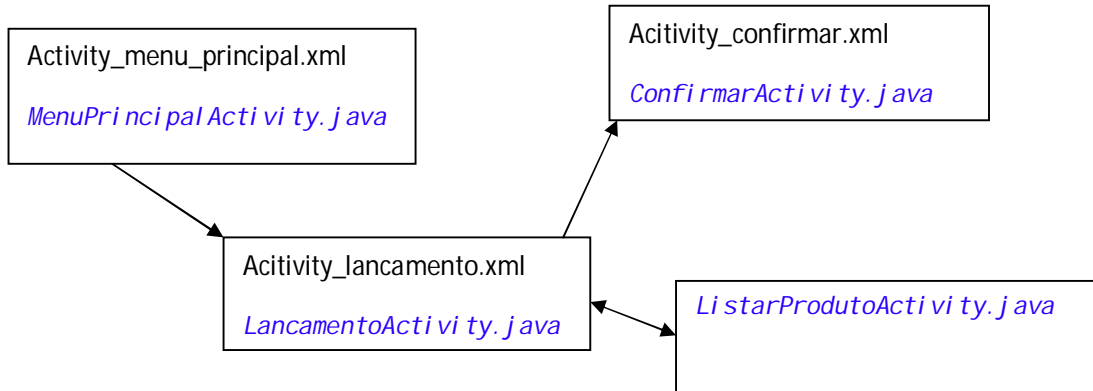 Activity_menu_principal.xml
MenuPrincipalActivity.java
Acitivity_confirmar.xml
ConfirmarActivity.java
Acitivity_lancamento.xml
LancamentoActivity.java
ListarProdutoActivity.java